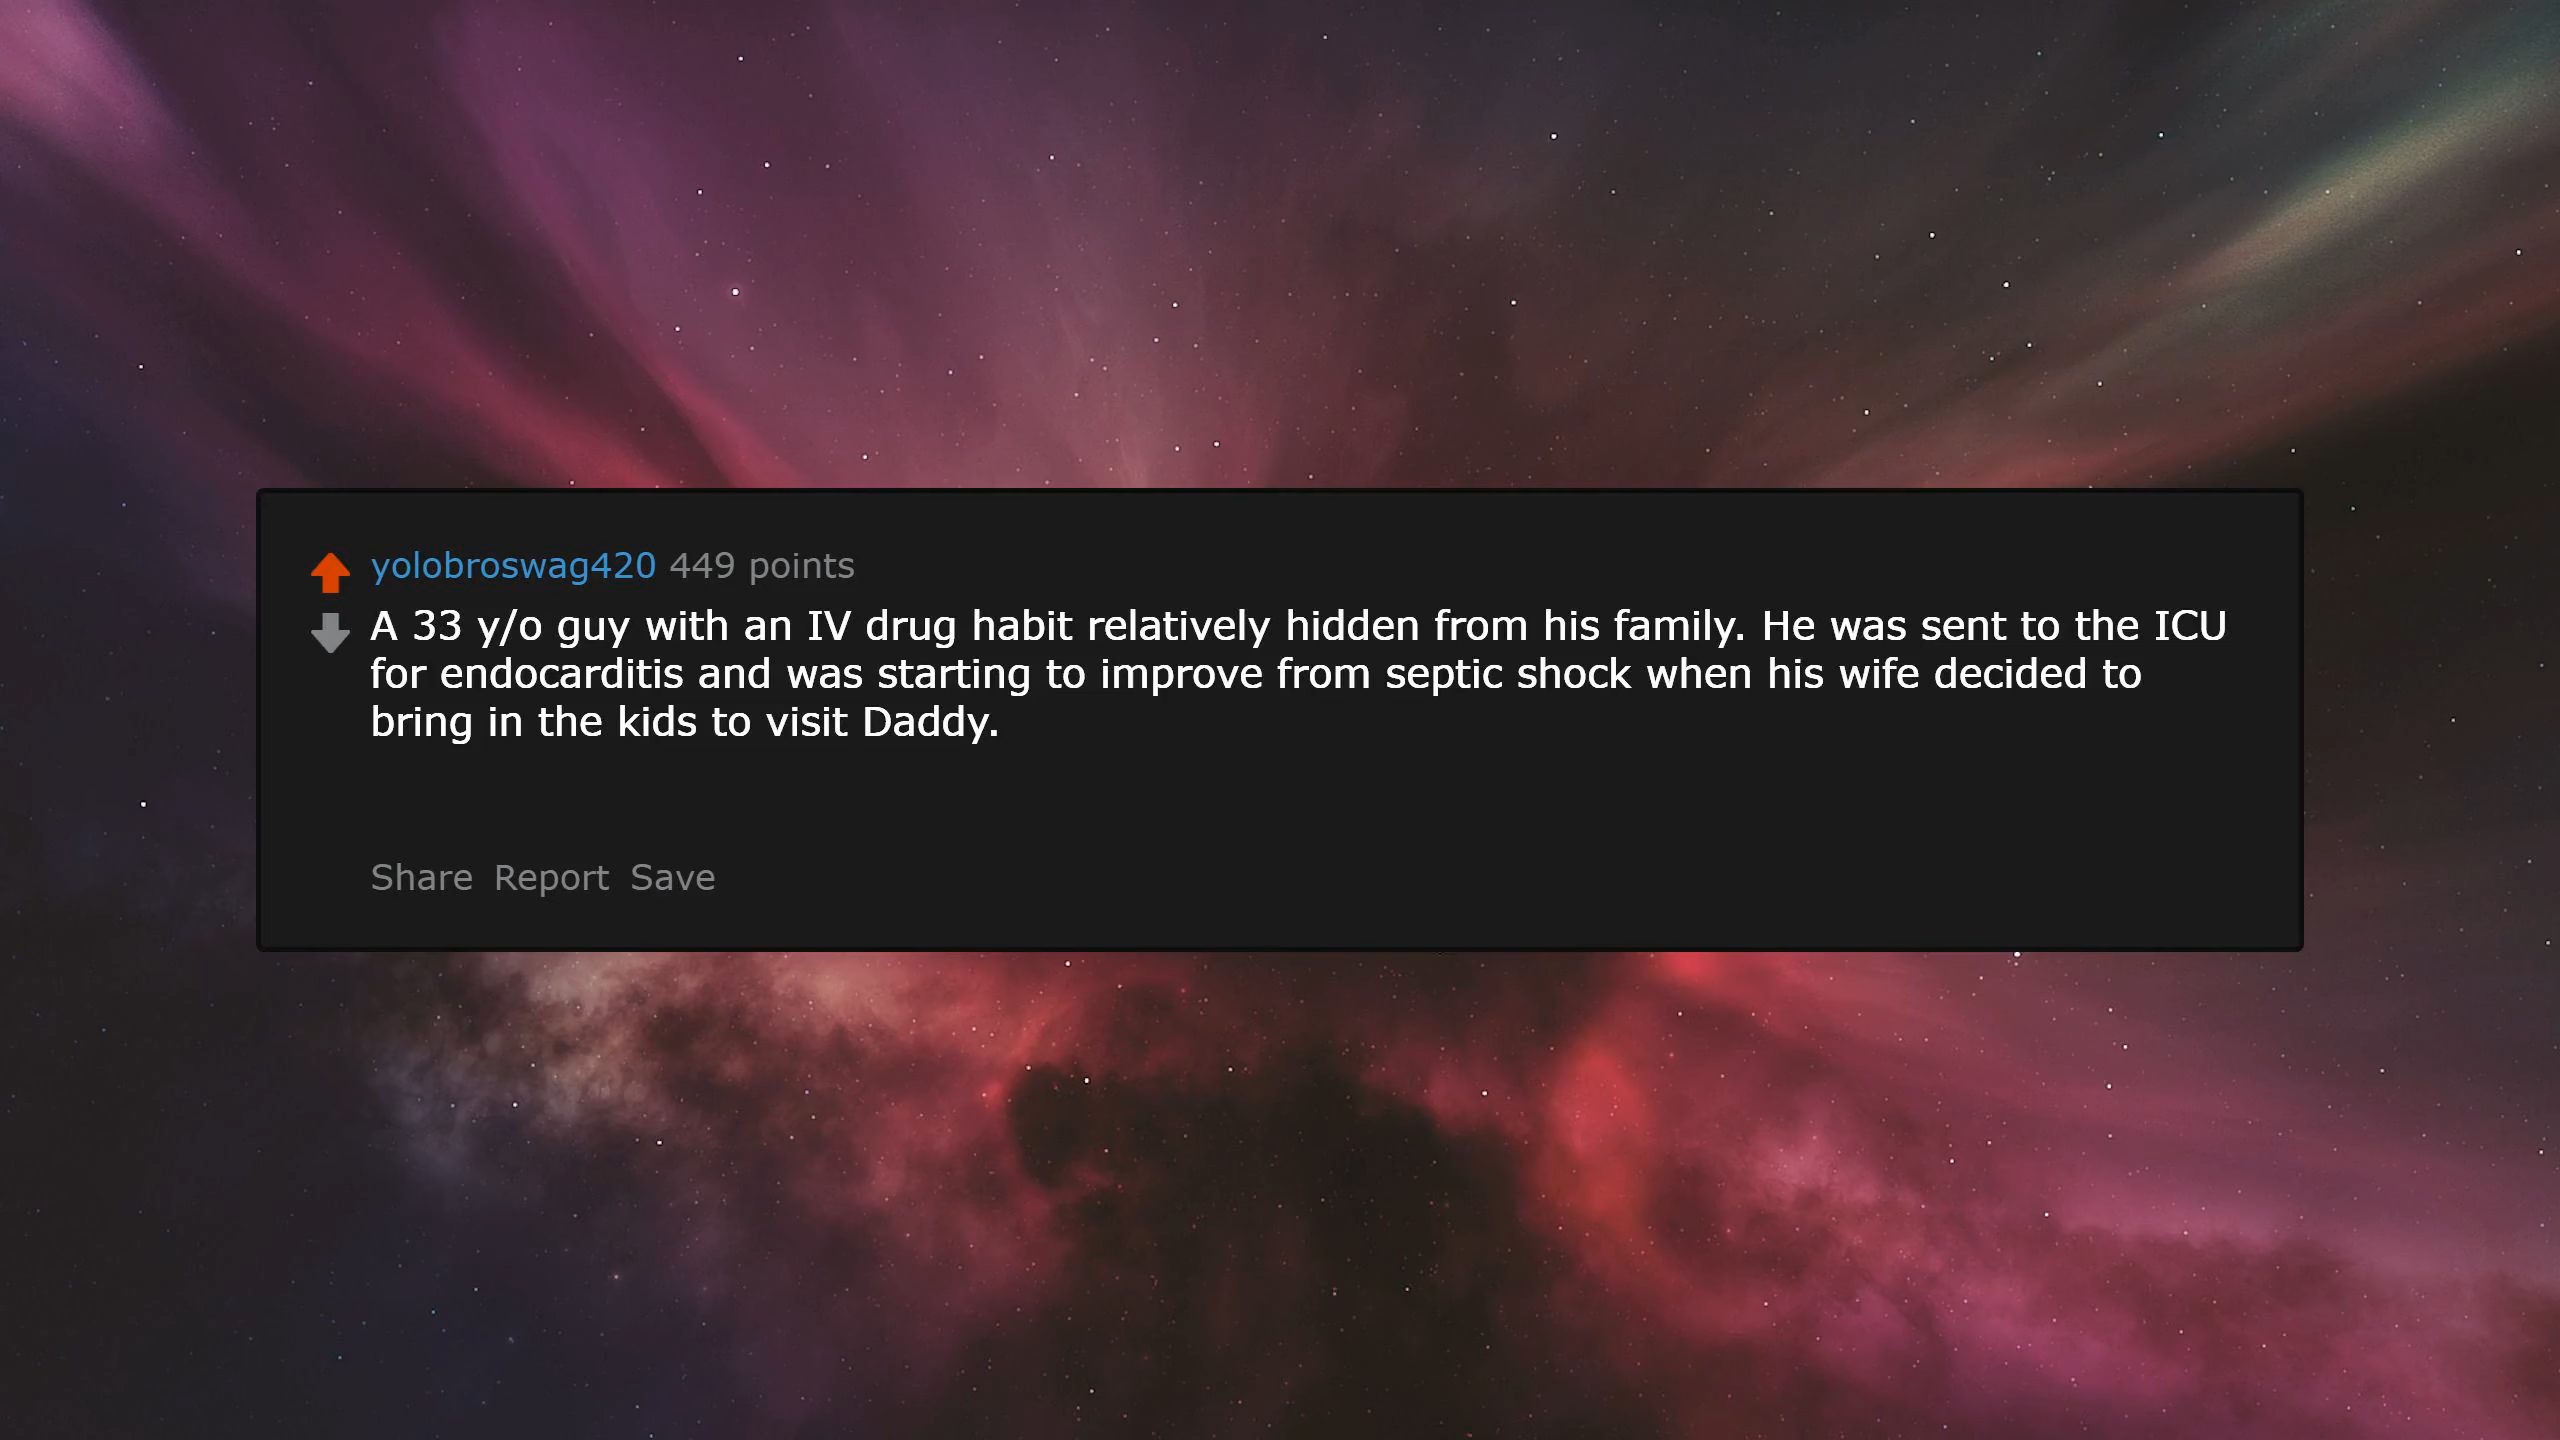 yolobroswag420 449 points
A 33 y/o guy with an IV drug habit relatively hidden from his family. He was sent to the ICU
for endocarditis and was starting to improve from septic shock when his wife decided to
bring in the kids to visit Daddy.
Share Report Save